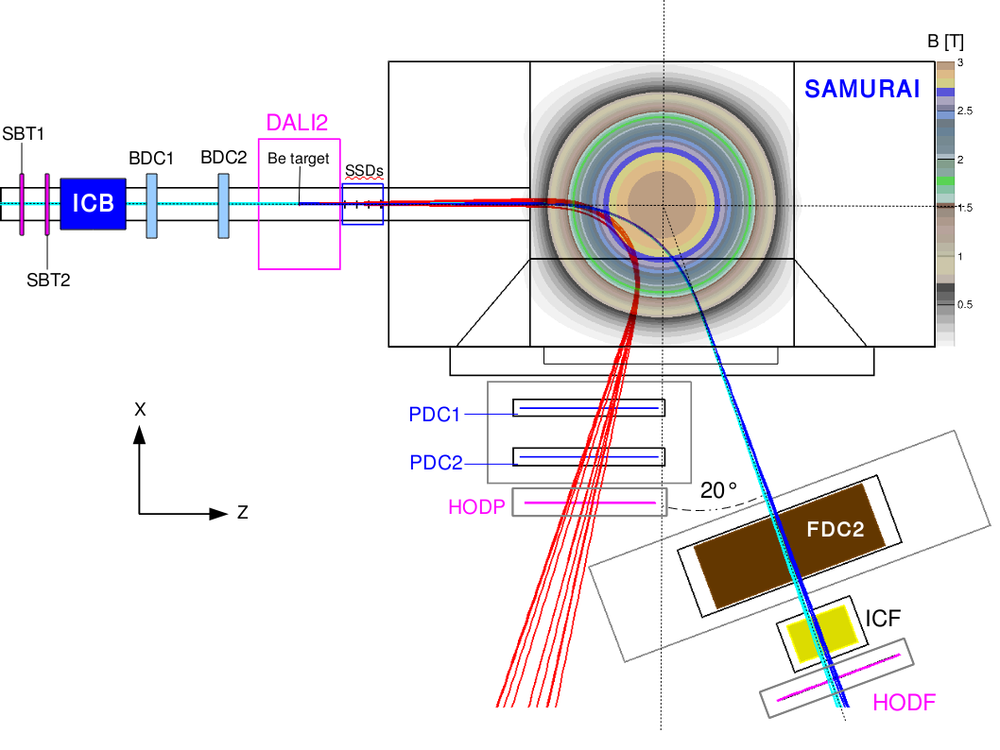 B [T]
3
SAMURAI
2.5
DALI2
SBT1
BDC1
BDC2
Be target
SSDs
2
ICB
1.5
SBT2
1
0.5
PDC1
X
PDC2
20°
HODP
Z
FDC2
ICF
HODF